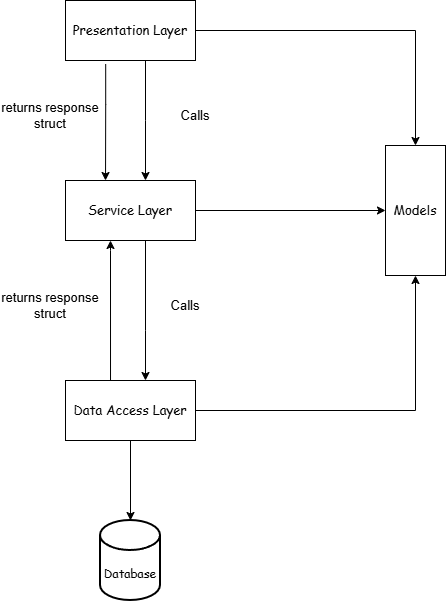 Presentation Layer
returns response
struct
Calls
Service Layer
Models
returns response
struct
Calls
Data Access Layer
Database